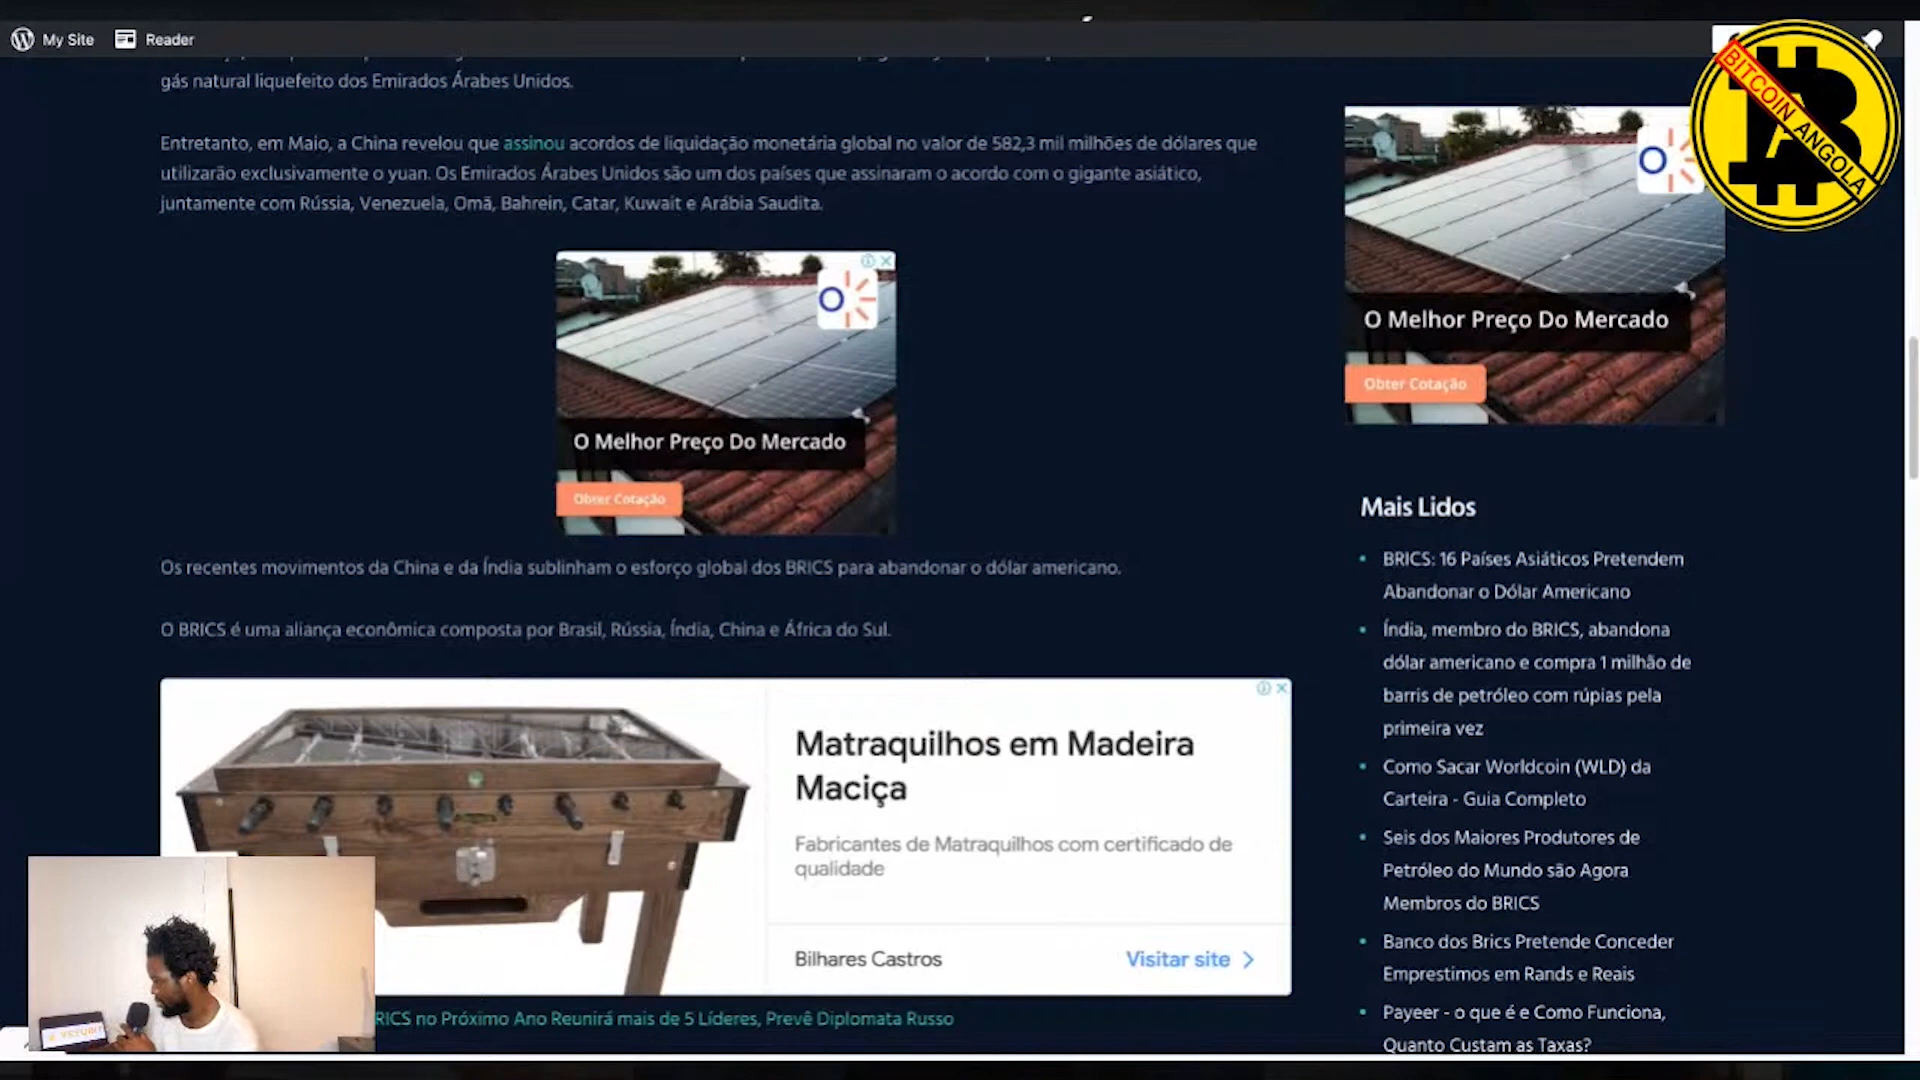 My Site
Reader
gás natural liquefeito dos Emirados Árabes Unidos.
Entretanto, em Maio, a China revelou que assinou acordos de liquidação monetária global no valor de 582,3 mil milhões de dólares que
utilizarão exclusivamente o yuan. Os Emirados Árabes Unidos são um dos países que assinaram o acordo com o gigante asiático,
juntamente com Rússia, Venezuela, Omã, Bahrein, Catar, Kuwait e Arábia Saudita.
O Melhor Preço Do Mercado
Obter Cotação
Os recentes movimentos da China e da Índia sublinham o esforço global dos BRICS para abandonar o dólar americano.
O BRICS é uma aliança econômica composta por Brasil, Rússia, Índia, China e África do Sul.
Matraquilhos em Madeira
Maciça
Fabricantes de Matraquilhos com certificado de
qualidade
Bilhares Castros
Visitar site
RICS no Próximo Ano Reunirá mais de 5 Líderes, Prevê Diplomata Russo
BITCOIN ANGOLA
O Melhor Preço Do Mercado
Obter Cotação
Mais Lidos
BRICS: 16 Países Asiáticos Pretendem
Abandonar o Dólar Americano
Índia, membro do BRICS, abandona
dólar americano e compra 1 milhão de
barris de petróleo com rúpias pela
primeira vez
Como Sacar Worldcoin (WLD) da
Carteira - Guia Completo
Seis dos Maiores Produtores de
Petróleo do Mundo são Agora
Membros do BRICS
Banco dos Brics Pretende Conceder
Emprestimos em Rands e Reais
Payeer - o que é e Como Funciona,
Quanto Custam as Taxas?